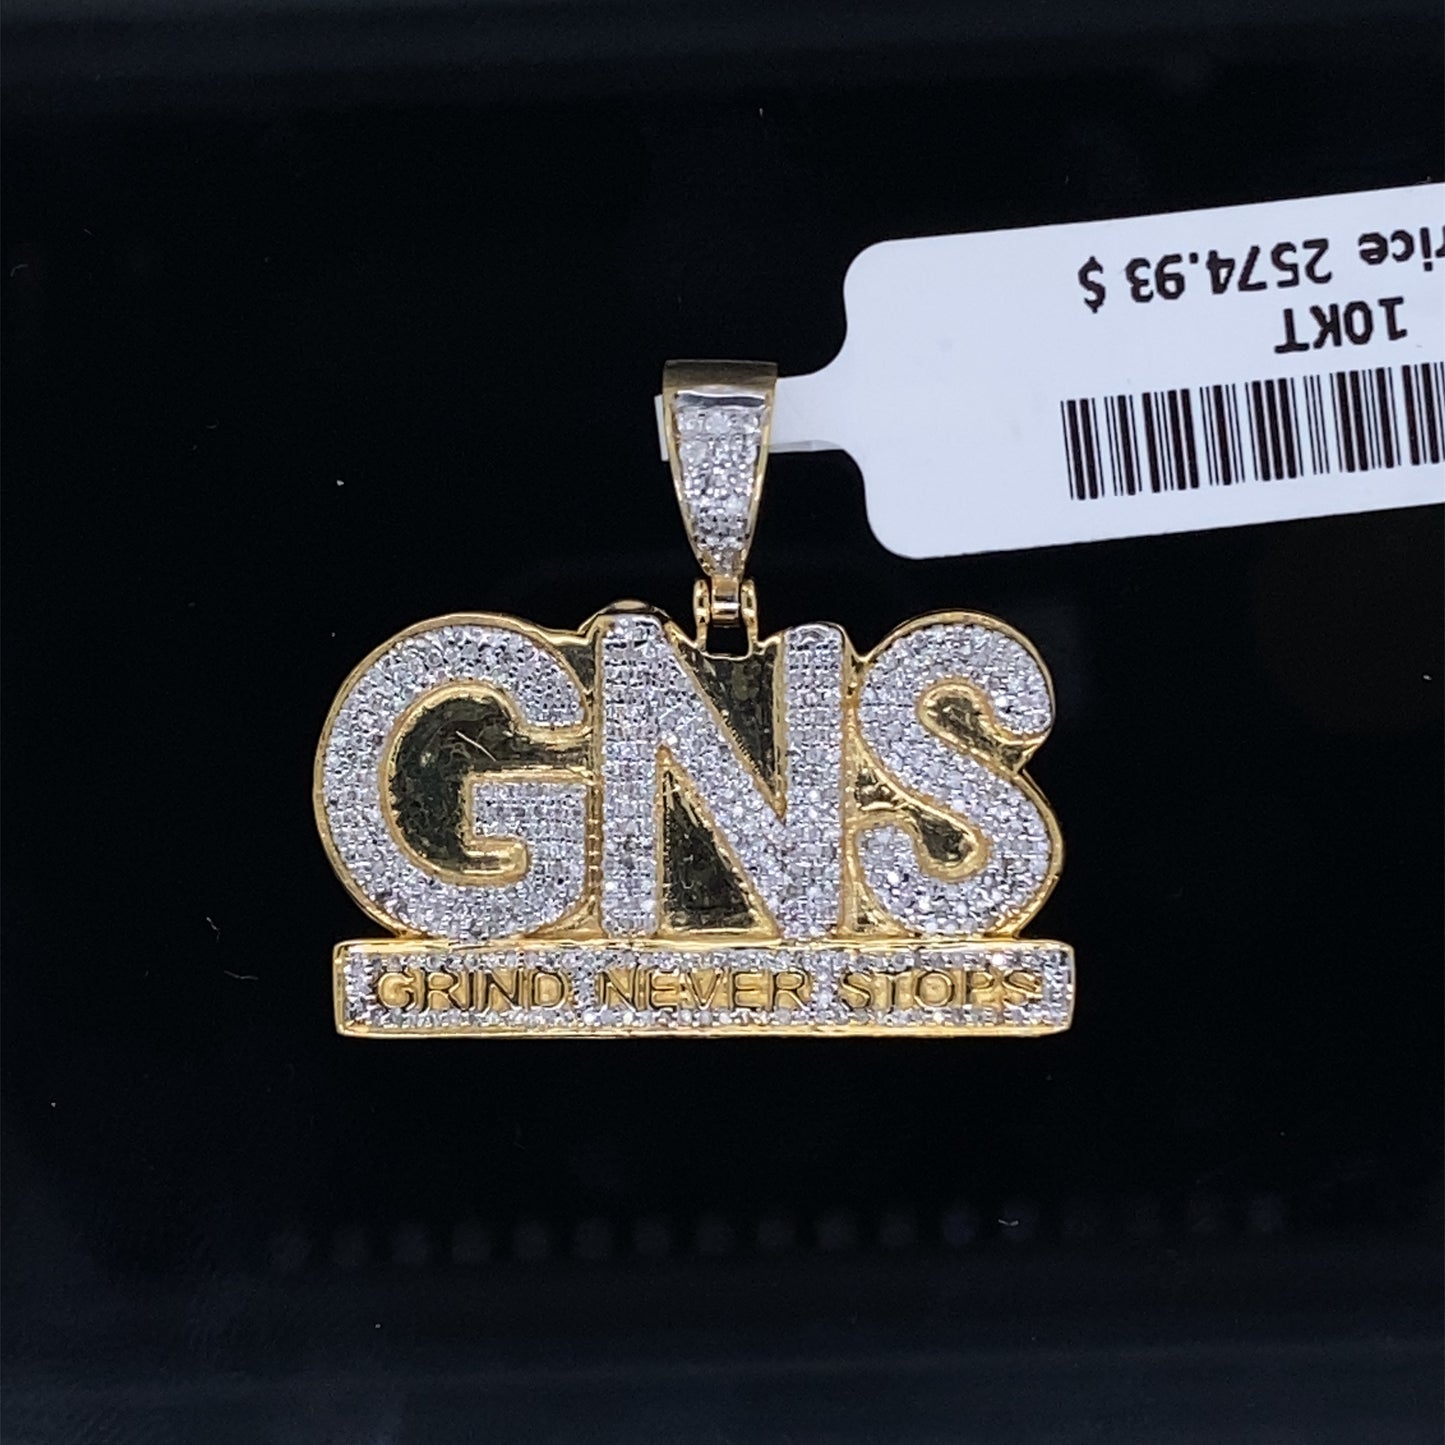 rice 2574.93 $
10KT
GNS
GRIND NEVER STOPS